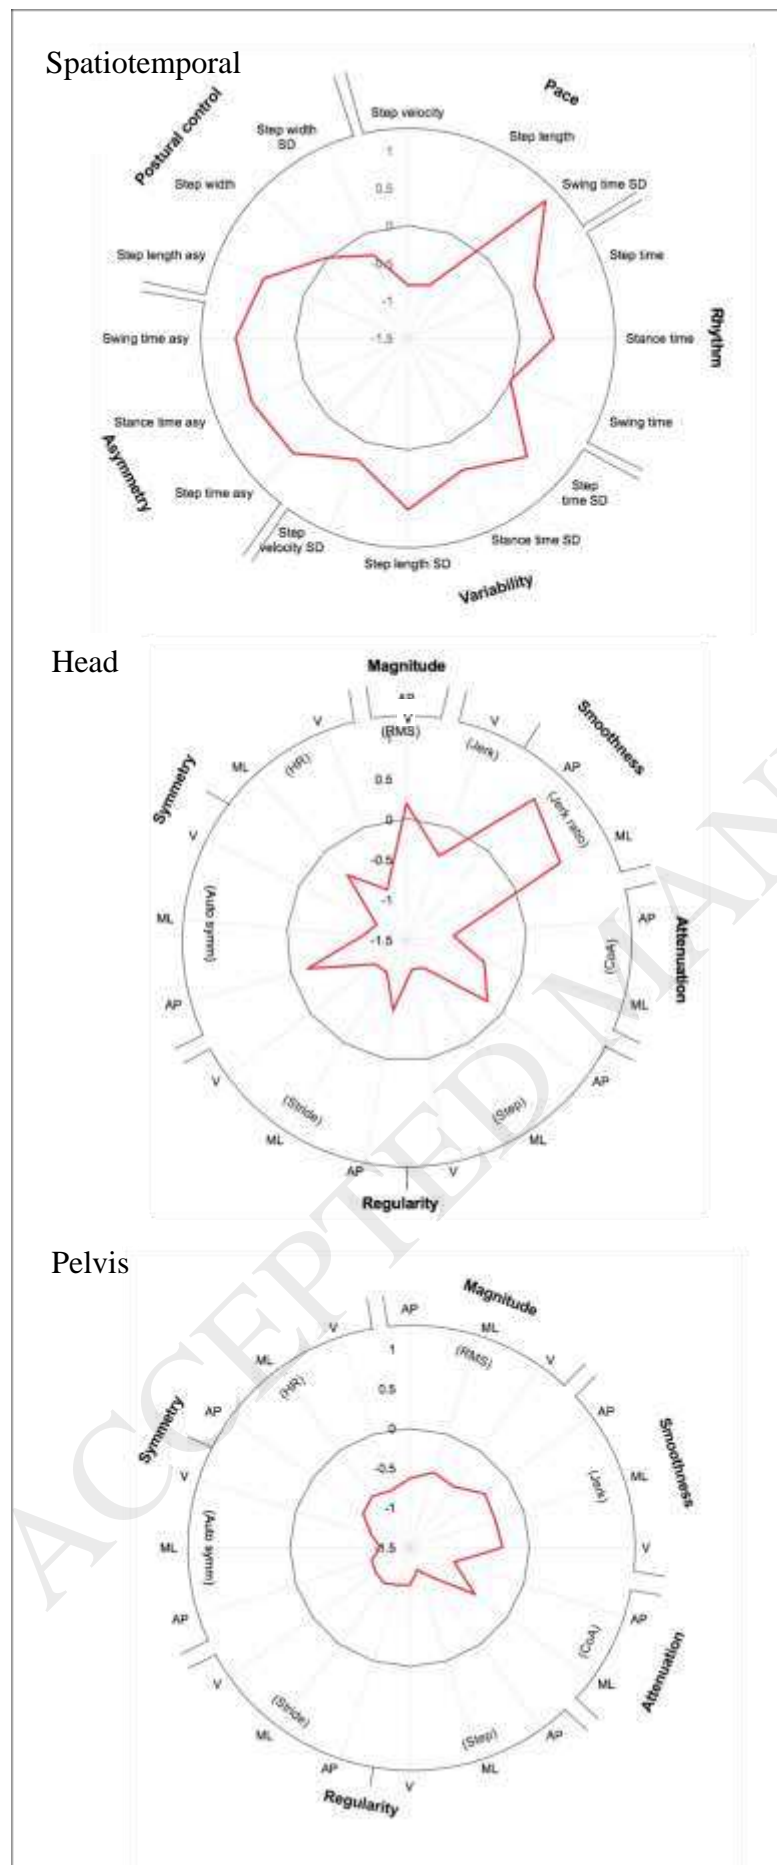 Spatiotemporal
Postural control
Pace
Step velocity
Step width
SD
Step length
Step width
Swing time SD
1
0.5
0
-0.5
-1
-1.5
Step length asy
Step time
Swing time asy
Stance time
Rhythm
Stance time asy
Swing time
Asymmetry
Step time asy
Step
time SD
Step
velocity SD
Stance time SD
Step length SD
Variability
Head
Magnitude
AP
V
V
V
(RMS)
(Jerk)
(HR)
Smoothness
ML
AP
Symmetry
(Jerk ratio)
ML
V
0.5
0
-0.5
-1
-1.5
(Auto symm)
ML
AP
Attenuation
(CoA)
AP
ML
V
AP
(Stride)
(Step)
ML
ML
AP
V
Regularity
Pelvis
Magnitude
AP
V
ML
ML
(RMS)
V
(HR)
1
0.5
0
-0.5
-1
1.5
AP
AP
Symmetry
Smoothness
V
ML
(Jerk)
(Auto symm)
ML
V
AP
AP
(CoA)
Attenuation
V
ML
(Stride)
(Step)
AP
ML
AP
ML
V
Regularity
ACCEPTED MAN